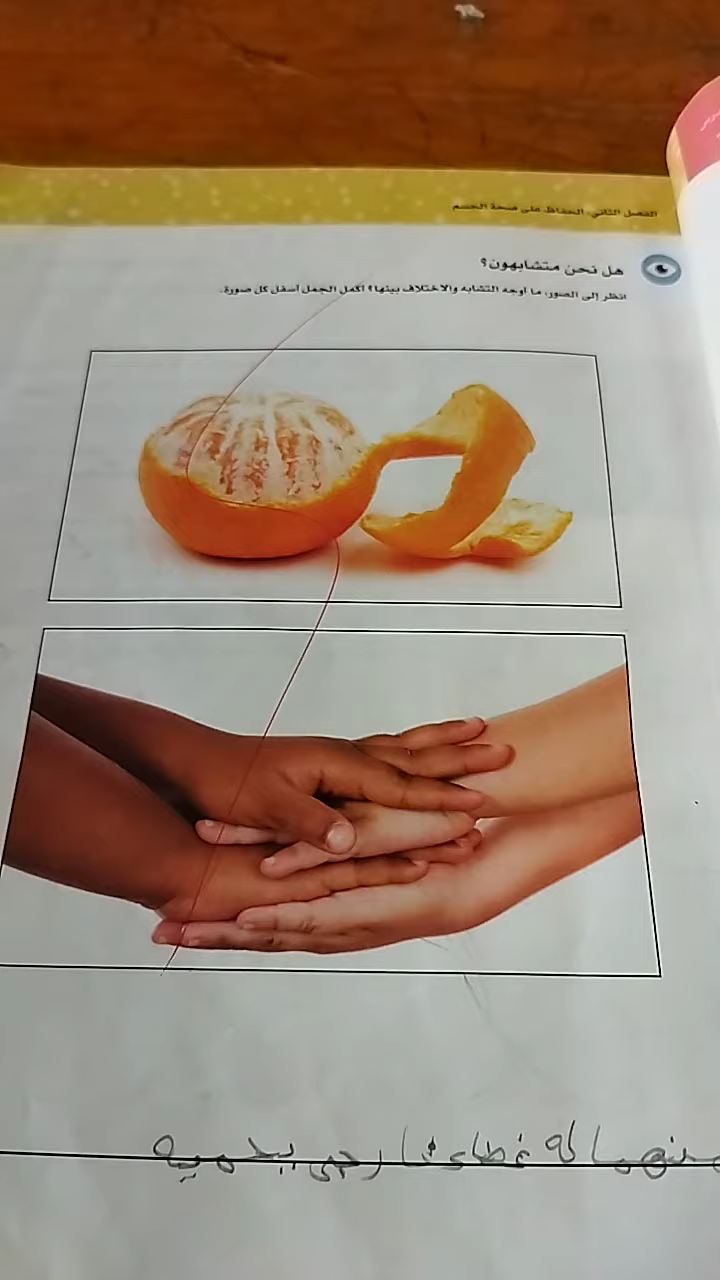 الفصل الثاني: الحفاظ على صحة الجسم
هل نحن متشابهون؟
انظر إلى الصور، ما أوجه التشابه والاختلاف بينها؟ أكمل الجمل أسفل كل صورة.
منهما له غطاء خارجي يحميه